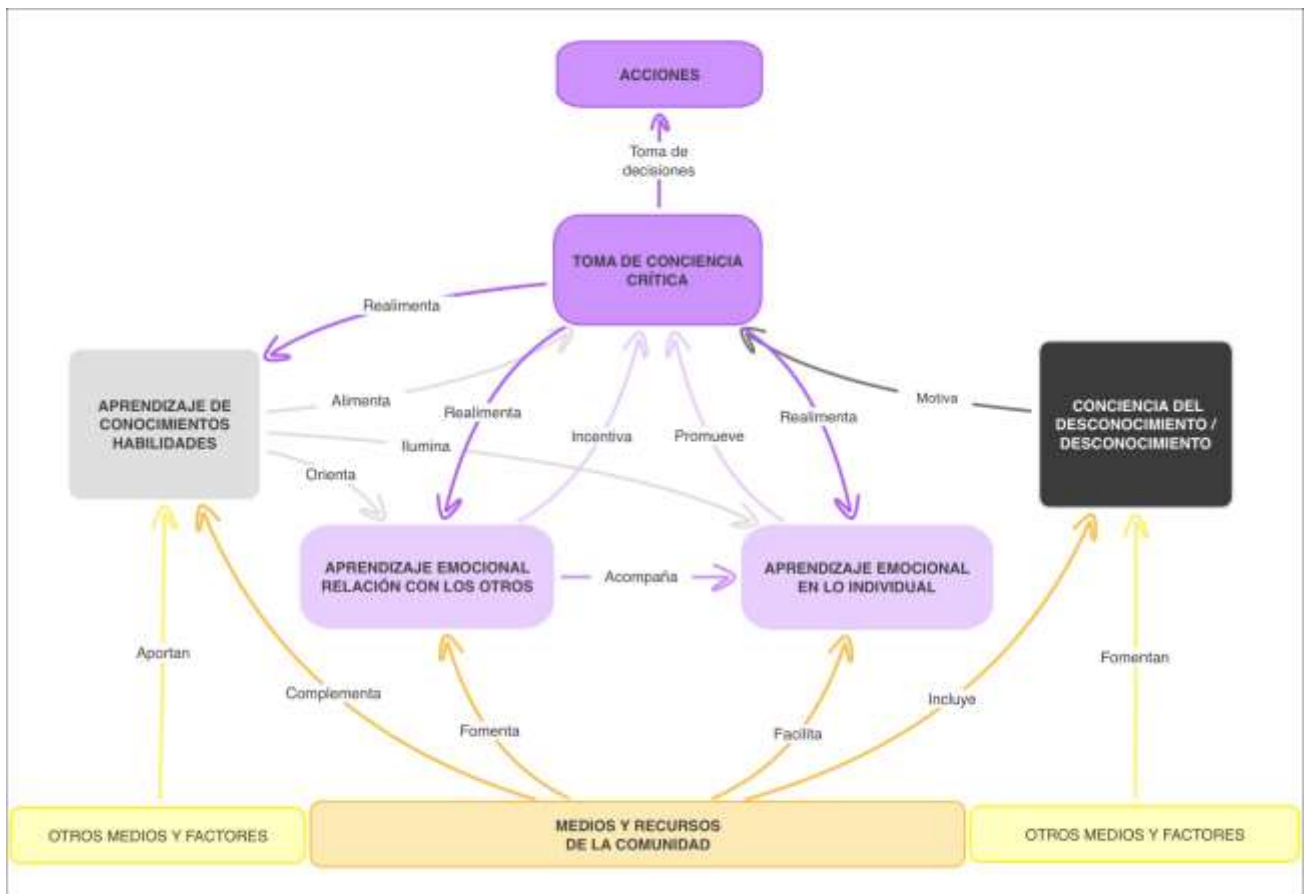 ACCIONES
Toma de
decisiones
TOMA DE CONCIENCIA
CRÍTICA
Realimenta
APRENDIZAJE DE
CONOCIMIENTOS
HABILIDADES
Alimenta
Realimenta
Incentiva
Promueve
Realimenta
Motiva
CONCIENCIA DEL
DESCONOCIMIENTO /
DESCONOCIMIENTO
Ilumina
Orienta
APRENDIZAJE EMOCIONAL
RELACIÓN CON LOS OTROS
Acompaña
APRENDIZAJE EMOCIONAL
EN LO INDIVIDUAL
Aportan
Complementa
Fomenta
Facilita
Incluye
Fomentan
OTROS MEDIOS Y FACTORES
MEDIOS Y RECURSOS
DE LA COMUNIDAD
OTROS MEDIOS Y FACTORES